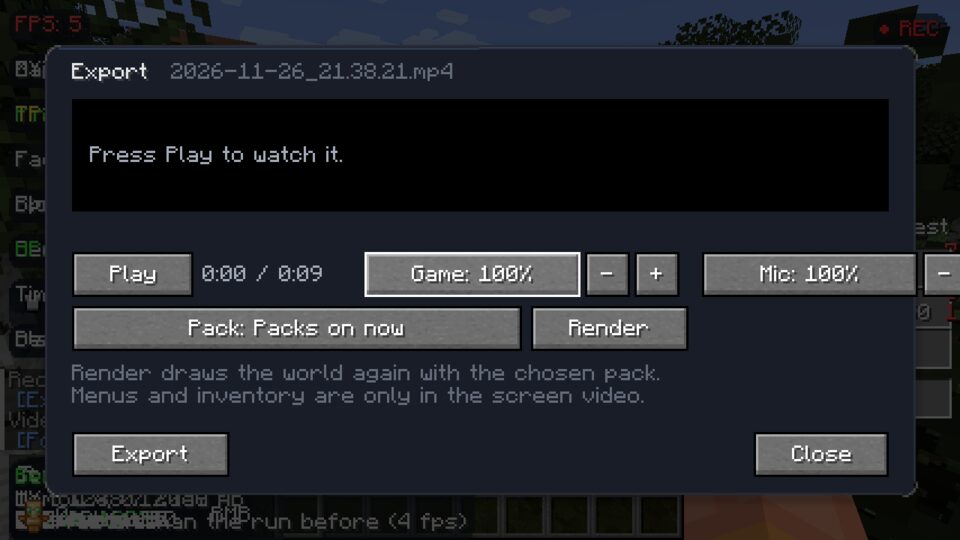 FPS: 5
● REC
Export 2026-11-26_21.38.21.mp4
Press Play to watch it.
Play 0:00 / 0:09 Game: 100% - + Mic: 100% -
Pack: Packs on now Render
Render draws the world again with the chosen pack.
Menus and inventory are only in the screen video.
Export Close
run before (4 fps)